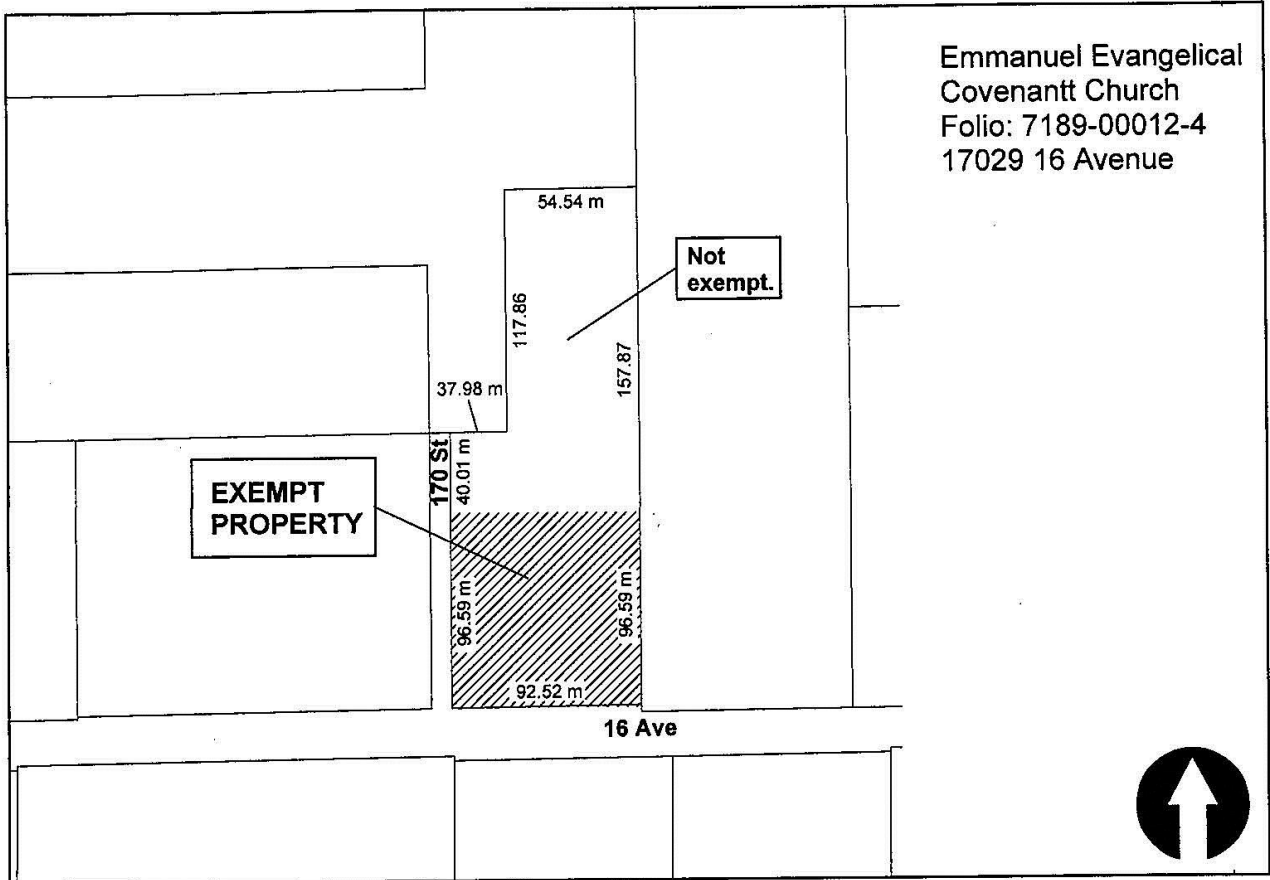 Emmanuel Evangelical
Covenantt Church
Folio: 7189-00012-4
17029 16 Avenue
54.54 m
Not
exempt.
117.86
157.87
37.98 m
170 St
40.01 m
EXEMPT
PROPERTY
96.59 m
96.59 m
92.52 m
16 Ave